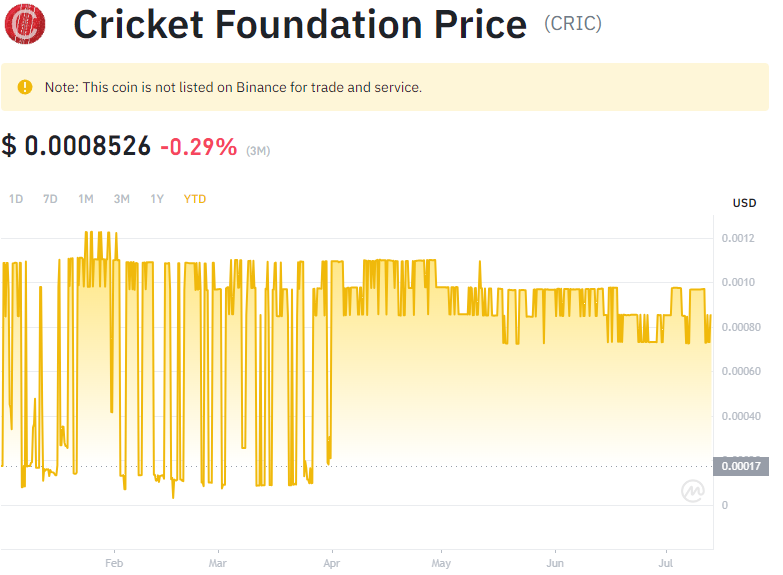 Cricket Foundation Price (CRIC)
Note: This coin is not listed on Binance for trade and service.
$ 0.0008526 -0.29% (3M)
1D 7D 1M 3M 1Y YTD
USD
0.0012
0.0010
0.00080
0.00060
0.00040
0.00017
0
Feb Mar Apr May Jun Jul